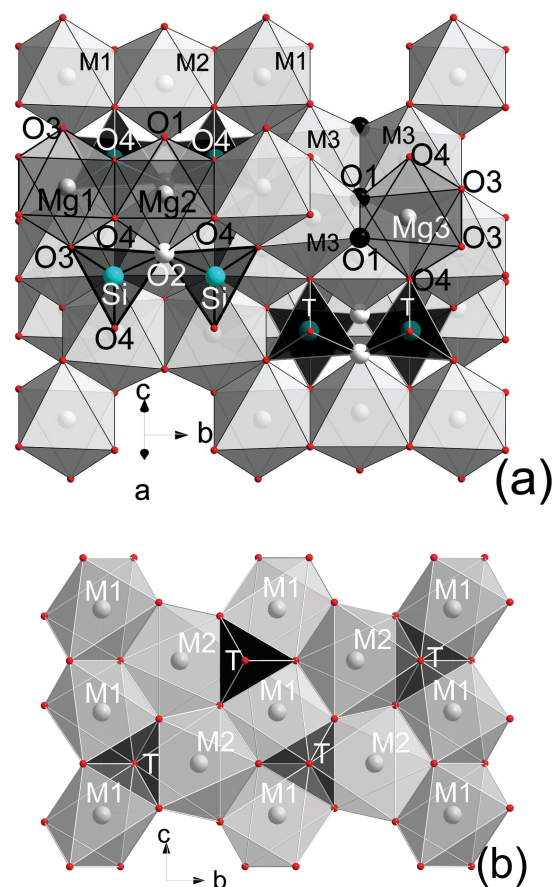 M1 M2 M1
O3 O4 O1 O4 M3 M3 O4
Mg1 Mg2 O1 O3
Mg3
O3 O4 O2 O4 M3 O1 O3
Si Si O4
O4 T T
c
b
a
(a)
M1 M1 M1
M2 T M2 T
M1 M1 M1
T M2 T M2
M1 M1 M1
c
b
(b)